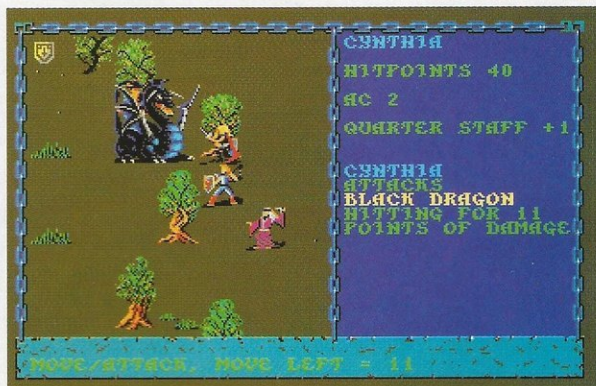 CYNTHIA
HITPOINTS 40
AC 2
QUARTER STAFF +1
CYNTHIA
ATTACKS
BLACK DRAGON
HITTING FOR 11
POINTS OF DAMAGE
MOVE/ATTACK, MOVE LEFT = 11